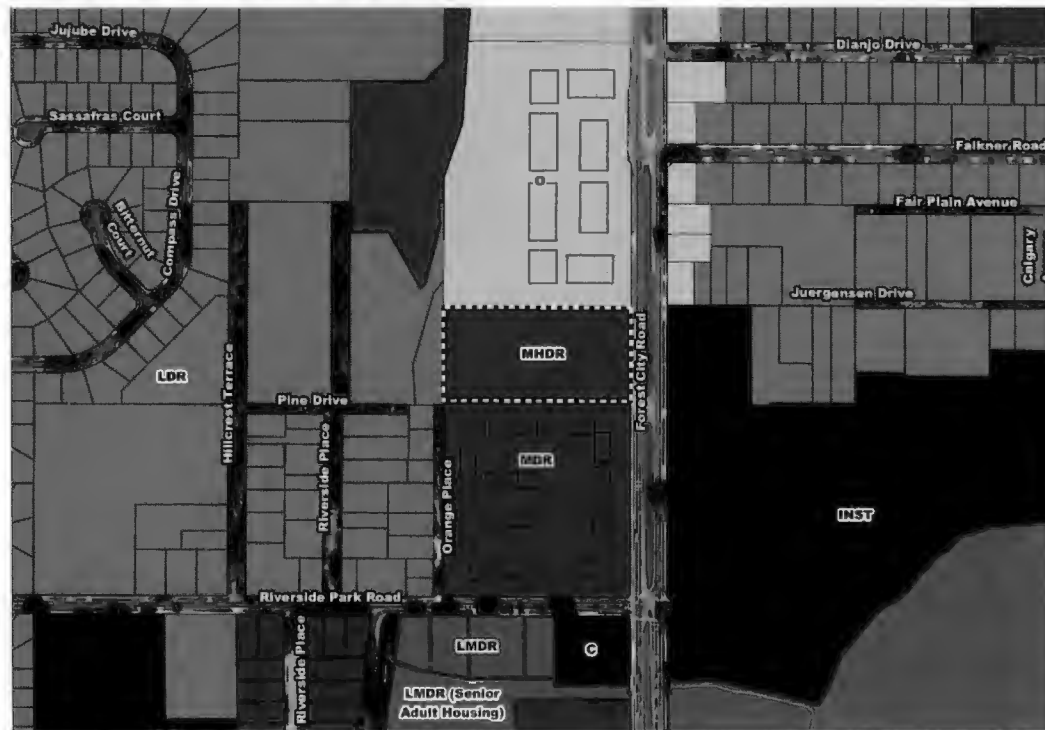 Jujube Drive
Dianjo Drive
Sassafras Court
Falkner Road
Bitternut
Court
Compass Drive
O
Fair Plain Avenue
Calgary
Juergensen Drive
MHDR
Forest City Road
LDR
Hillcrest Terrace
Pine Drive
Riverside Place
Orange Place
MDR
INST
Riverside Park Road
Riverside Place
LMDR
C
LMDR (Senior
Adult Housing)